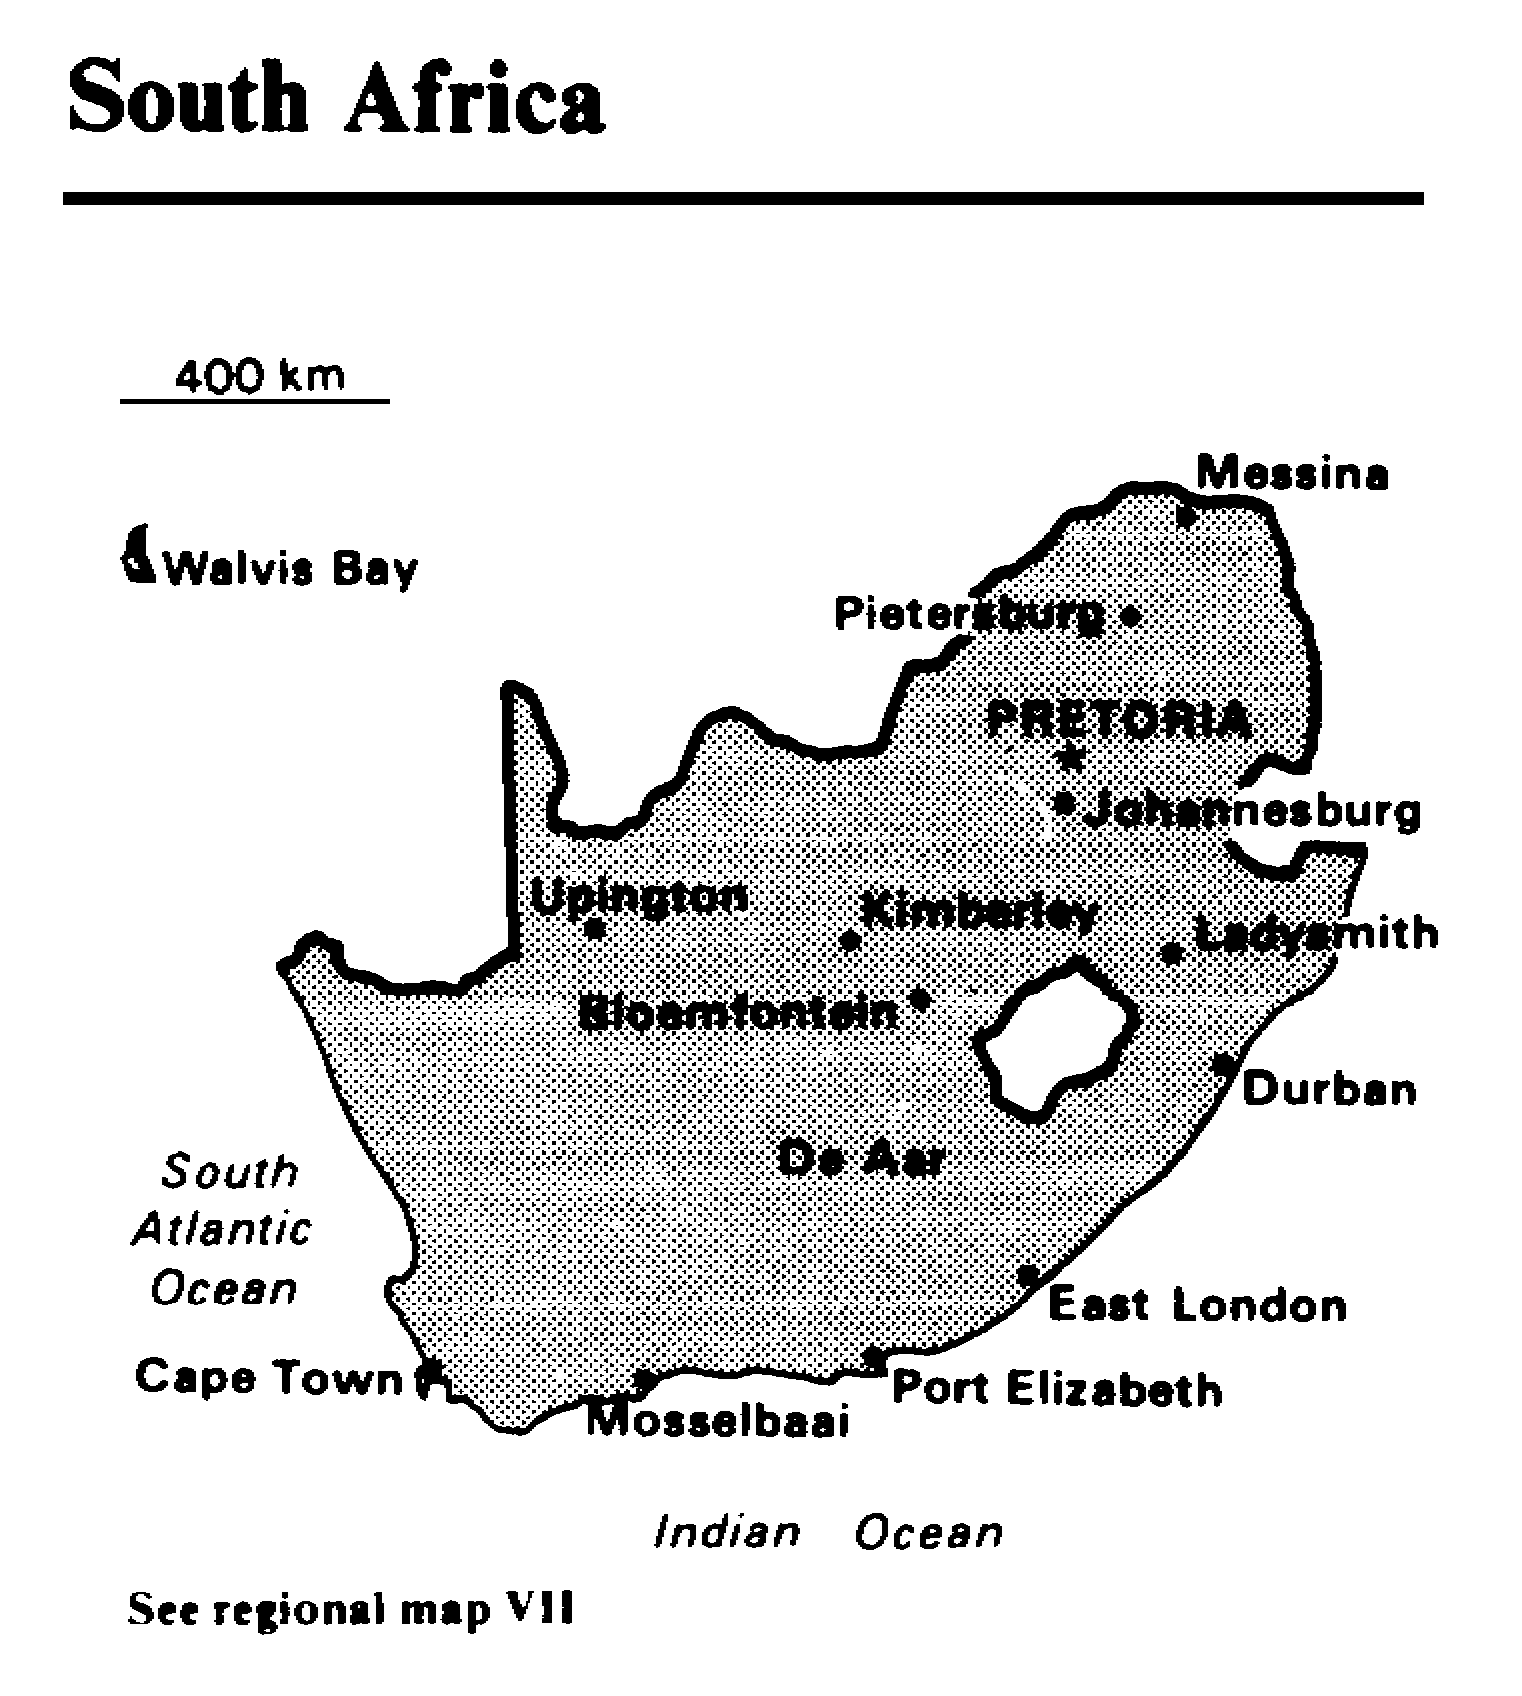 South Africa
400 km
Messina
Walvis Bay
Pietersburg
PRETORIA
Johannesburg
Upington
Kimberley
Ladysmith
Bloemfontein
Durban
De Aar
South
Atlantic
Ocean
East London
Cape Town
Port Elizabeth
Mosselbaai
Indian Ocean
See regional map VII